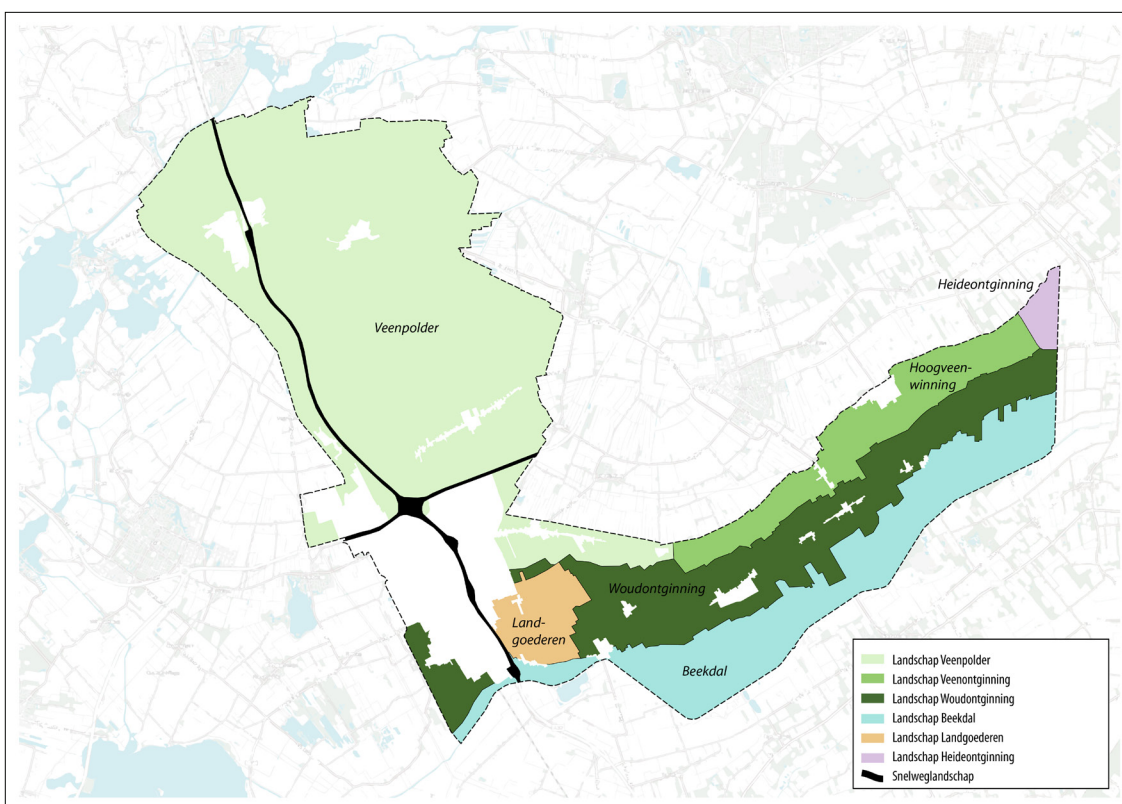 Heideontginning
Veenpolder
Hoogveen-
winning
Woudontginning
Land-
goederen
Beekdal
Landschap Veenpolder
Landschap Veenontginning
Landschap Woudontginning
Landschap Beekdal
Landschap Landgoederen
Landschap Heideontginning
Snelweglandschap